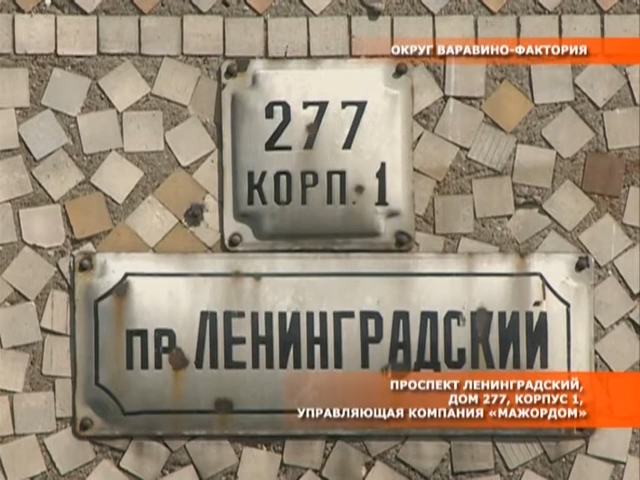 ОКРУГ ВАРАВИНО-ФАКТОРИЯ
277
КОРП. 1
ПР. ЛЕНИНГРАДСКИЙ
ПРОСПЕКТ ЛЕНИНГРАДСКИЙ,
ДОМ 277, КОРПУС 1,
УПРАВЛЯЮЩАЯ КОМПАНИЯ «МАЖОРДОМ»